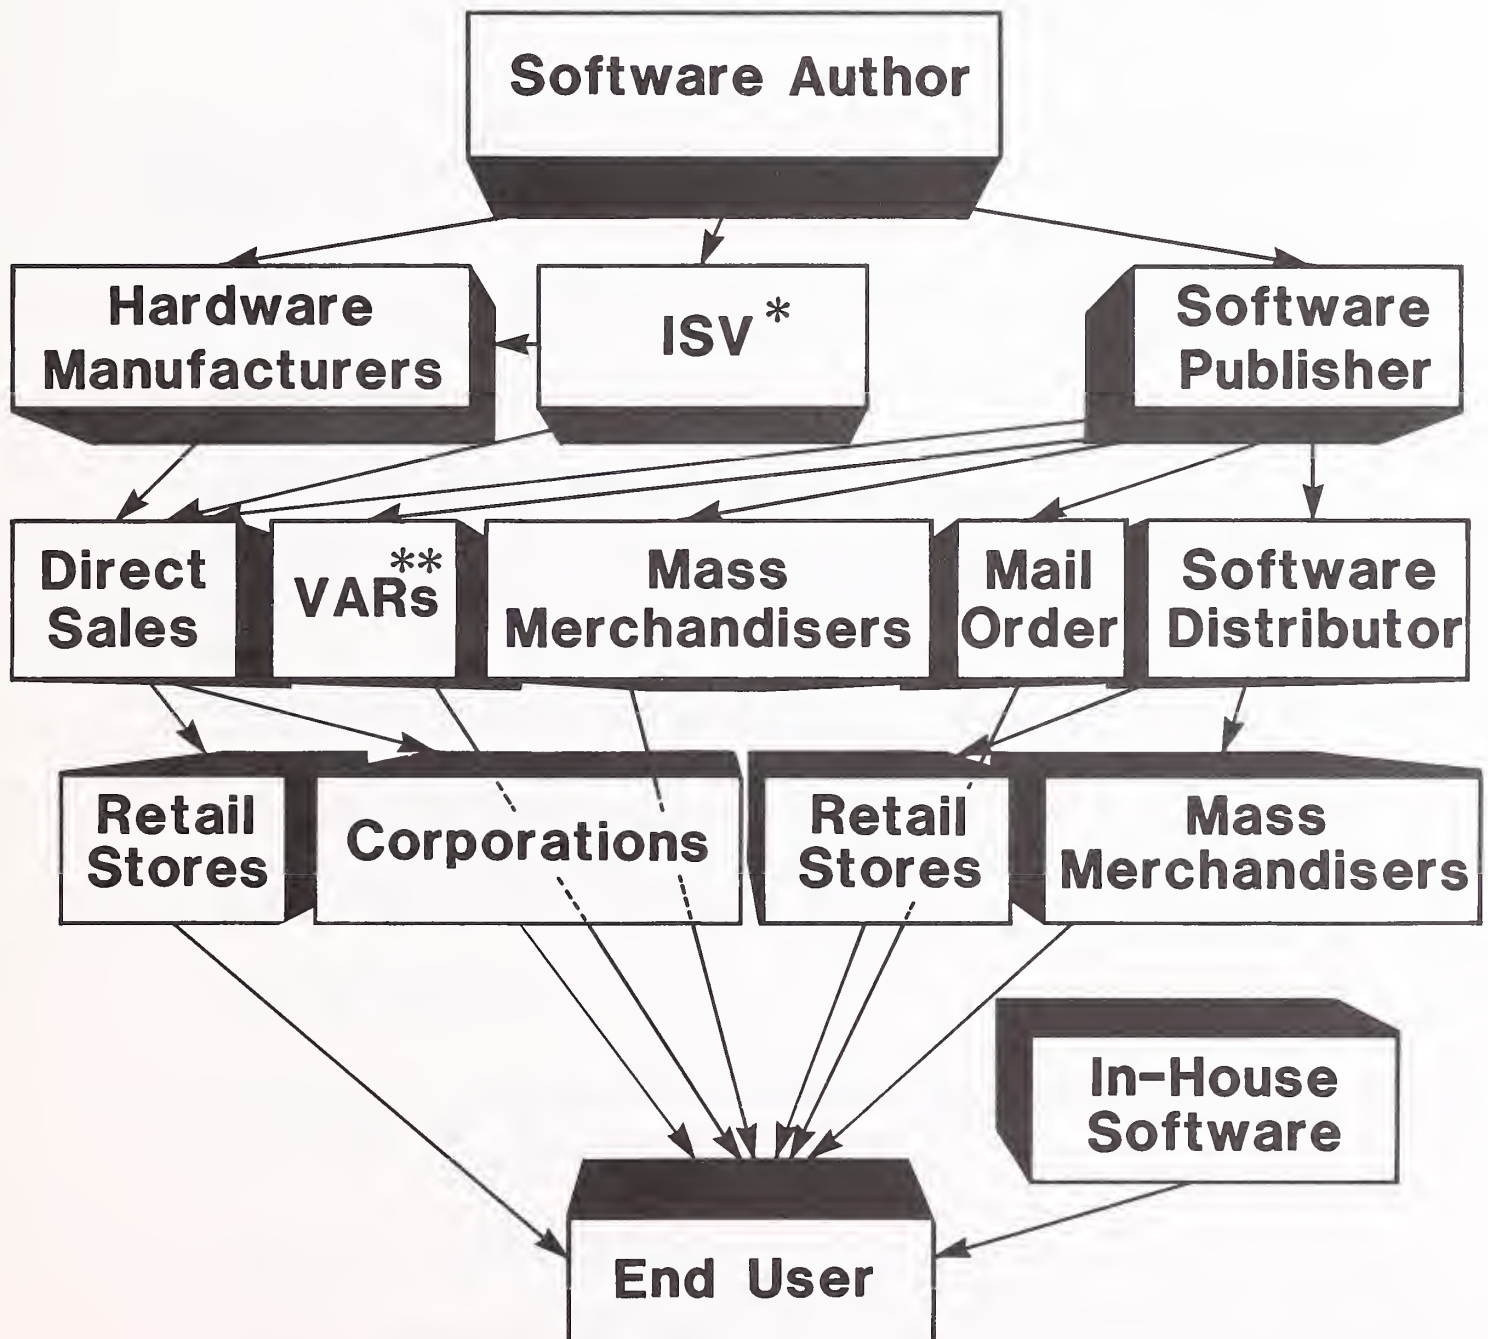 Software Author
Hardware
Manufacturers
ISV *
Software
Publisher
Direct
Sales
**
VARs
Mass
Merchandisers
Mail
Order
Software
Distributor
Retail
Stores
Corporations
Retail
Stores
Mass
Merchandisers
In-House
Software
End User